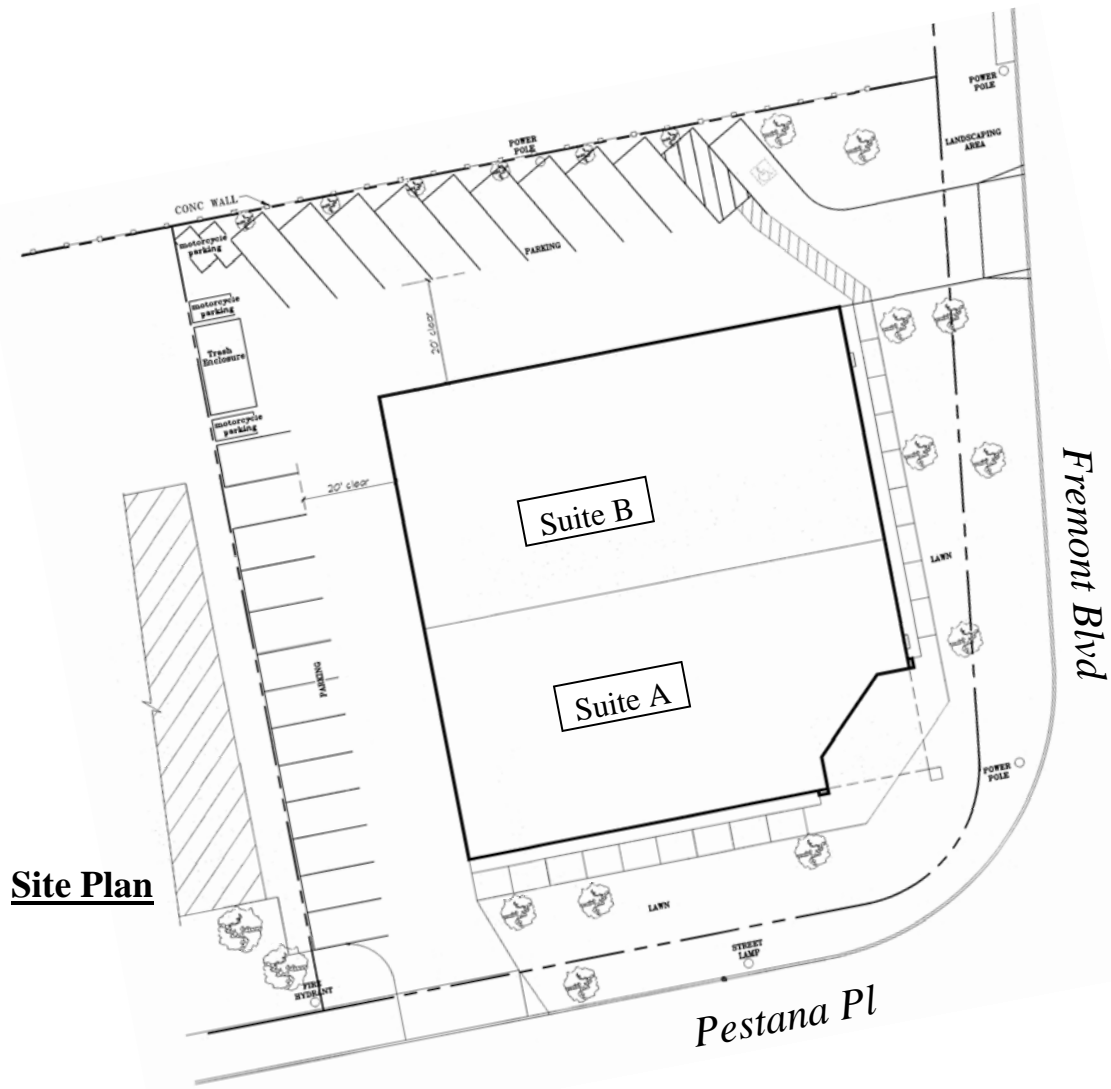 POWER
POLE
LANDSCAPING
AREA
POWER
POLE
CONC WALL
motorcycle
parking
PARKING
motorcycle
parking
20' clear
Trash
Enclosure
motorcycle
parking
20' clear
Suite B
Fremont Blvd
LAWN
PARKING
Suite A
POWER
POLE
Site Plan
LAWN
STREET
LAMP
FIRE
HYDRANT
Pestana Pl